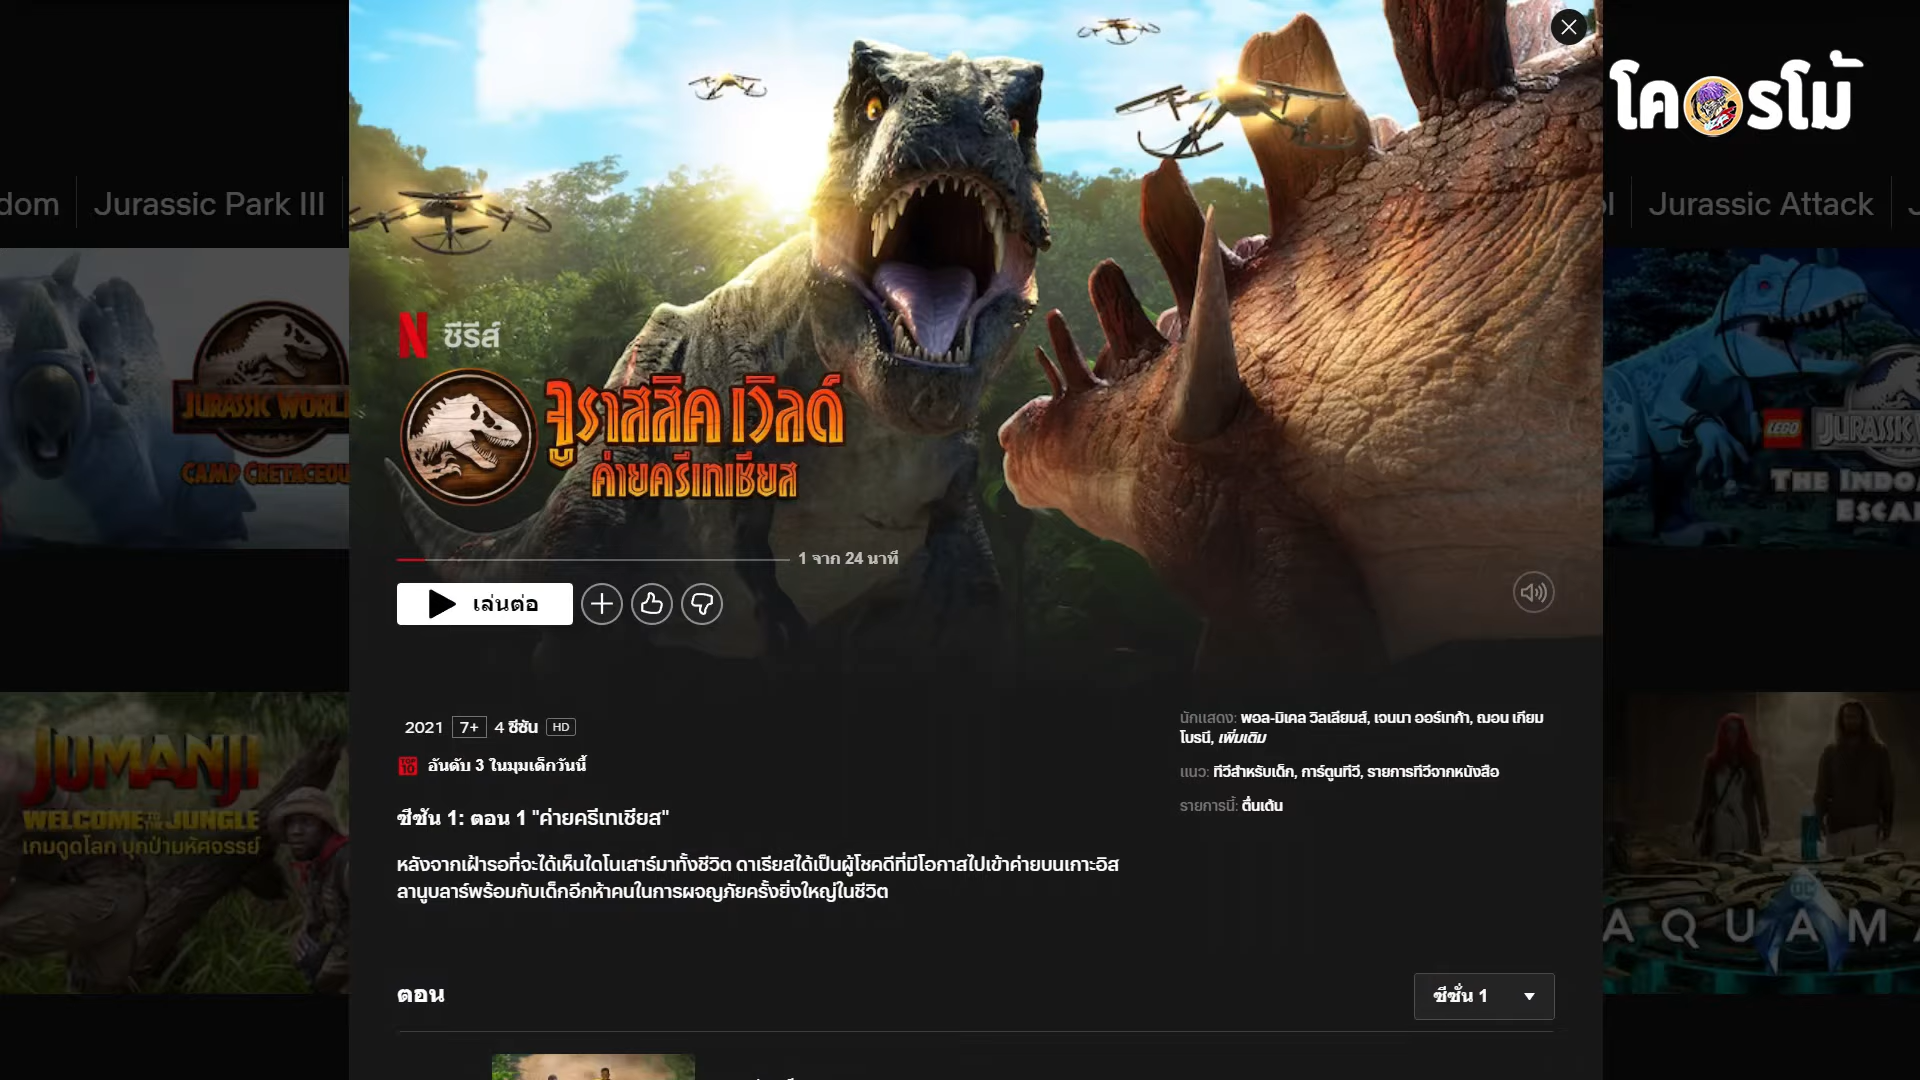 โค รโม้
dom
Jurassic Park III
Jurassic Attack
JURASSIC WORL
CAMP CRETACEOU
N ซีรีส์
จูราสสิค เวิลด์
ค่ายครีเทเชียส
LEGO JURASSIC W
THE INDO
ESCA
1 จาก 24 นาที
เล่นต่อ
2021 7+ 4 ซีซัน HD
TOP 10 อันดับ 3 ในมุมเด็กวันนี้
ซีซั่น 1: ตอน 1 "ค่ายครีเทเชียส"
หลังจากเฝ้ารอที่จะได้เห็นไดโนเสาร์มาทั้งชีวิต ดาเรียสได้เป็นผู้โชคดีที่มีโอกาสไปเข้าค่ายบนเกาะอิส
ลานูบลาร์พร้อมกับเด็กอีกห้าคนในการผจญภัยครั้งยิ่งใหญ่ในชีวิต
นักแสดง: พอล-มิเคล วิลเลียมส์, เจนนา ออร์เทก้า, ฌอน เกียม
โบรนี, เพิ่มเติม
แนว: ทีวีสำหรับเด็ก, การ์ตูนทีวี, รายการทีวีจากหนังสือ
รายการนี้: ตื่นเต้น
JUMANJI
WELCOME TO THE JUNGLE
เกมดูดโลก บุกป่ามหัศจรรย์
DC
AQUAMA
ตอน
ซีซั่น 1